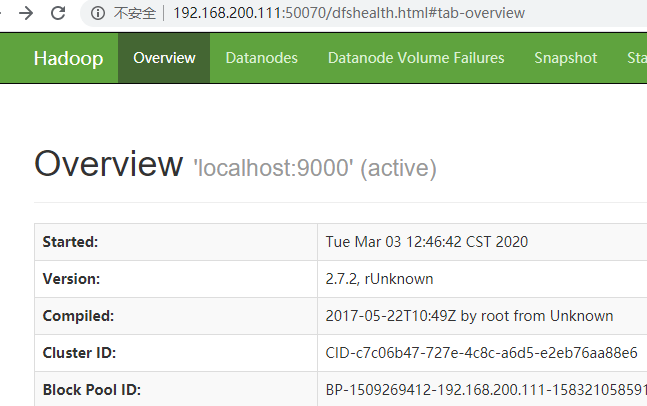 不安全 192.168.200.111:50070/dfshealth.html#tab-overview
Hadoop Overview Datanodes Datanode Volume Failures Snapshot Sta
Overview 'localhost:9000' (active)
Started: Tue Mar 03 12:46:42 CST 2020
Version: 2.7.2, rUnknown
Compiled: 2017-05-22T10:49Z by root from Unknown
Cluster ID: CID-c7c06b47-727e-4c8c-a6d5-e2eb76aa88e6
Block Pool ID: BP-1509269412-192.168.200.111-158321058591